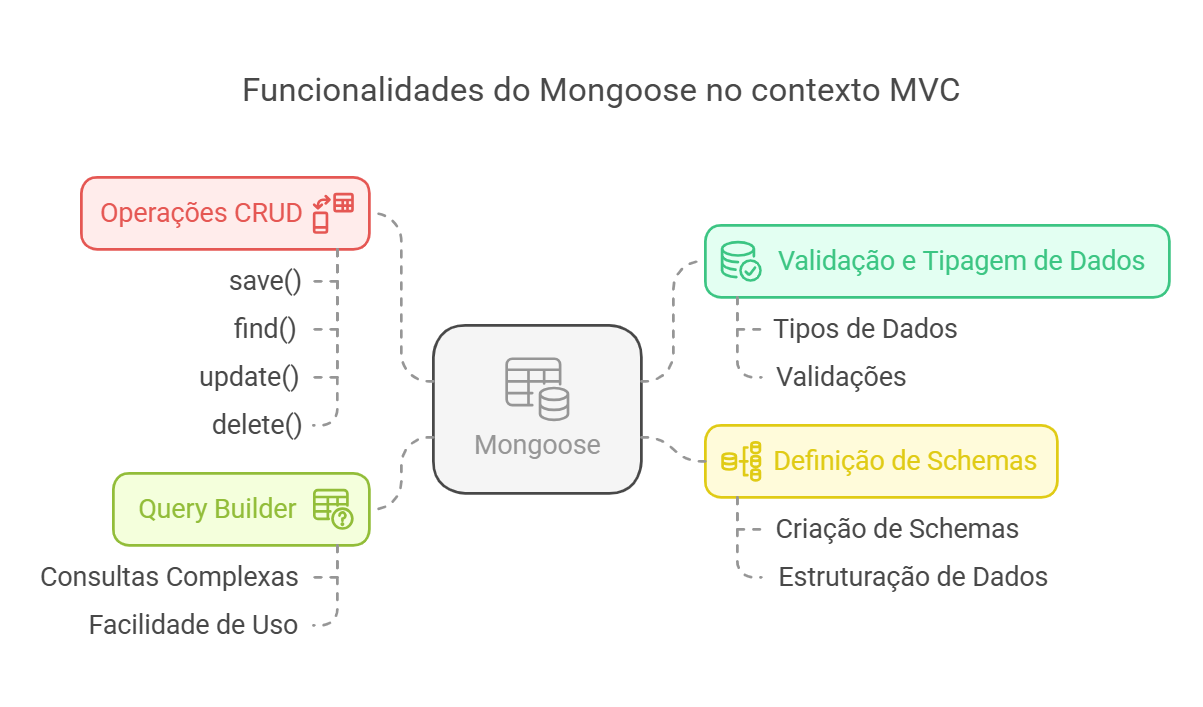 Funcionalidades do Mongoose no contexto MVC
Operações CRUD
save()
find()
update()
delete()
Query Builder
Consultas Complexas
Facilidade de Uso
Mongoose
Validação e Tipagem de Dados
Tipos de Dados
Validações
Definição de Schemas
Criação de Schemas
Estruturação de Dados